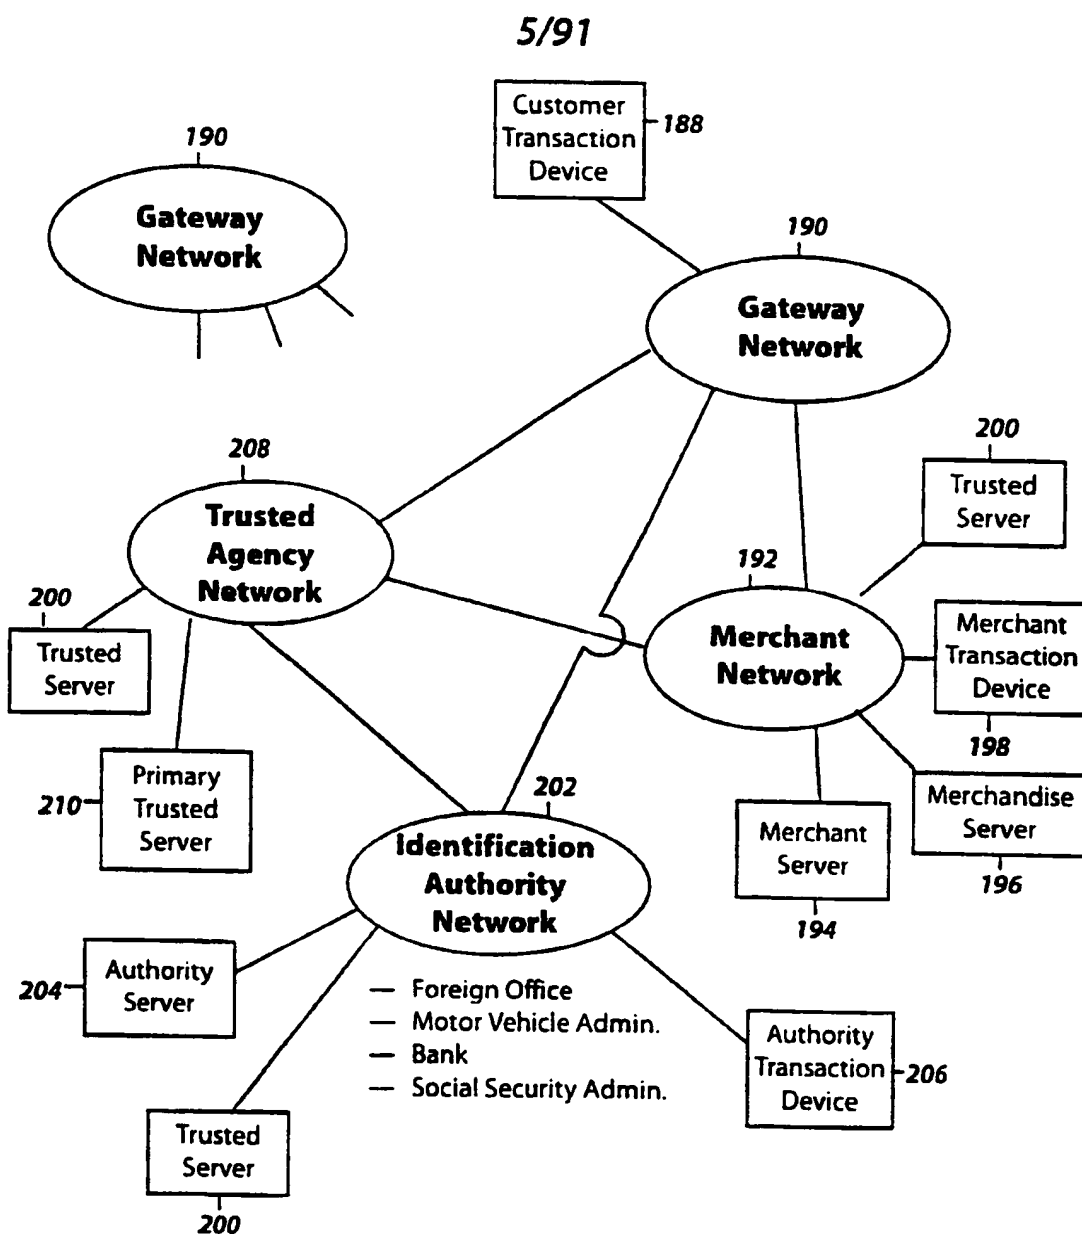 5/91
Customer
Transaction
Device
188
190
Gateway
Network
190
Gateway
Network
208
Trusted
Agency
Network
200
Trusted
Server
192
Merchant
Network
200
Trusted
Server
Merchant
Transaction
Device
198
210
Primary
Trusted
Server
202
Identification
Authority
Network
Merchant
Server
194
Merchandise
Server
196
204
Authority
Server
— Foreign Office
— Motor Vehicle Admin.
— Bank
— Social Security Admin.
Authority
Transaction
Device
206
Trusted
Server
200